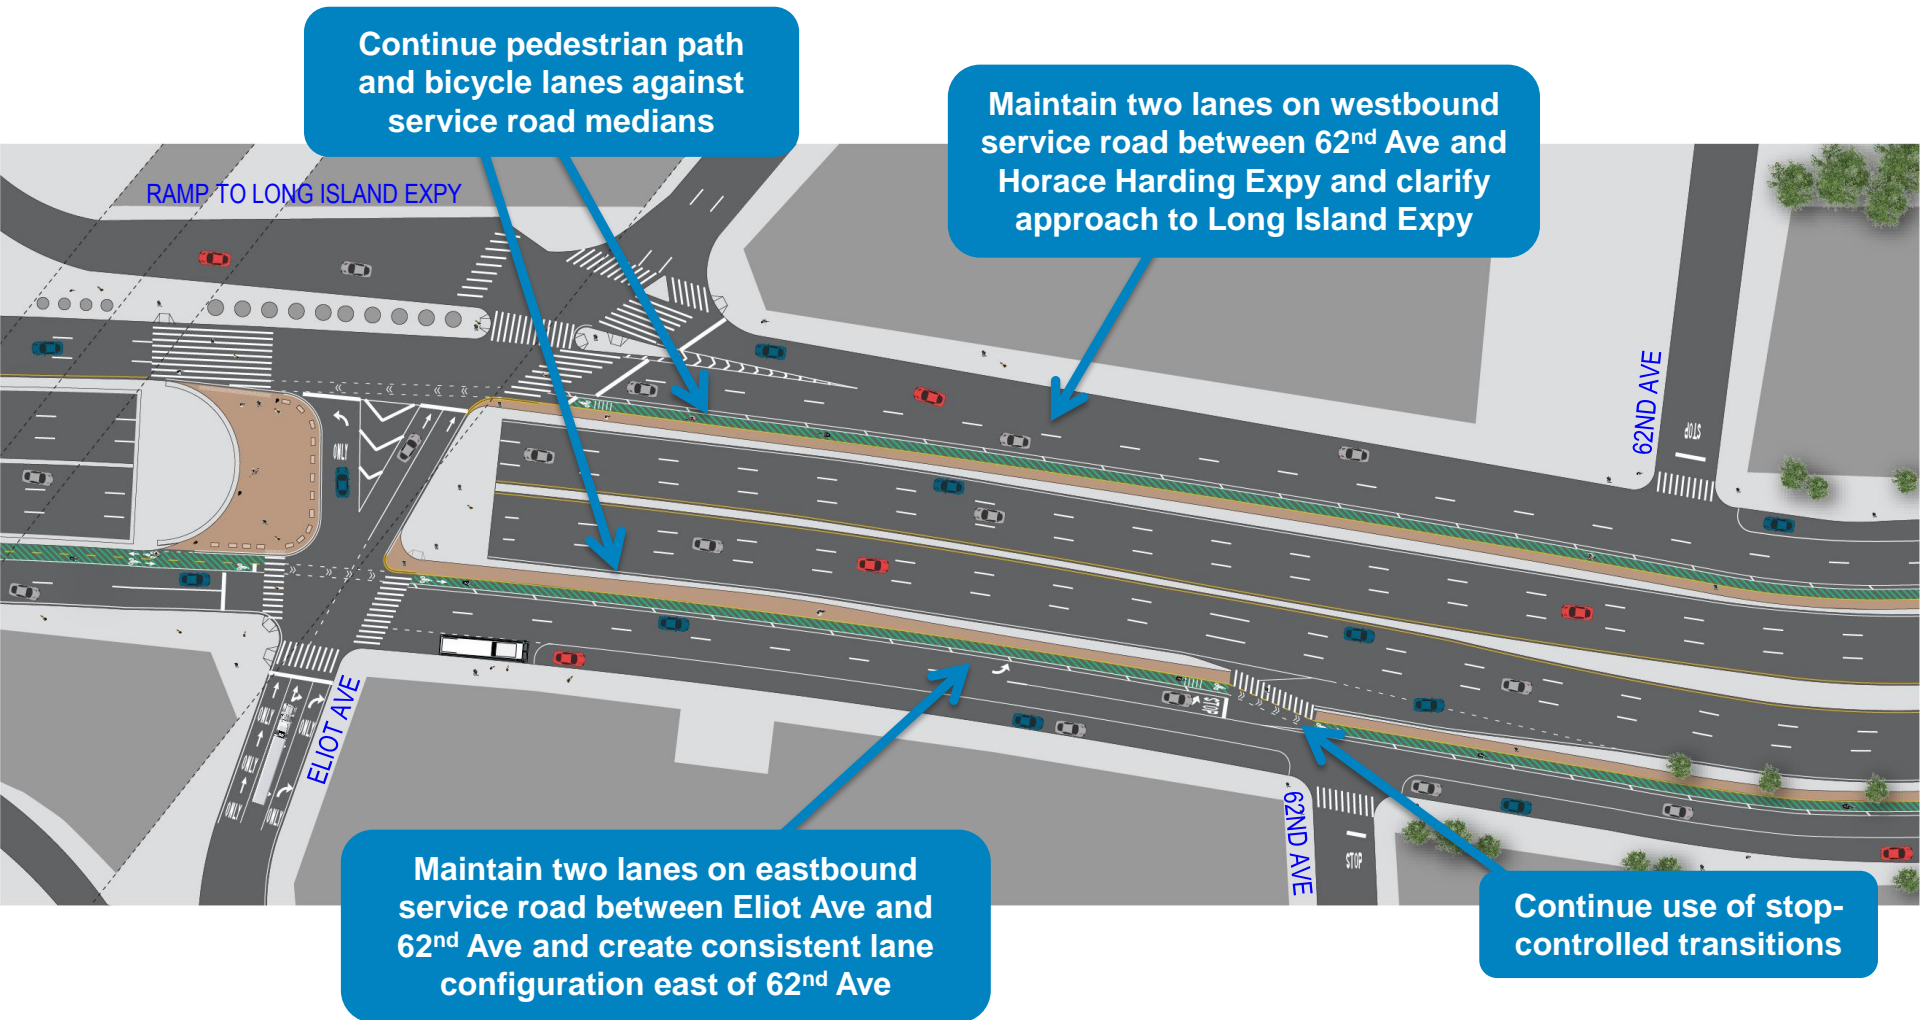 Continue pedestrian path
and bicycle lanes against
service road medians
Maintain two lanes on westbound
service road between 62nd Ave and
Horace Harding Expy and clarify
approach to Long Island Expy
RAMP TO LONG ISLAND EXPY
62ND AVE
STOP
ONLY
STOP
ELIOT AVE
ONLY
ONLY
ONLY
ONLY
ONLY
62ND AVE
STOP
Maintain two lanes on eastbound
service road between Eliot Ave and
62nd Ave and create consistent lane
configuration east of 62nd Ave
Continue use of stop-
controlled transitions